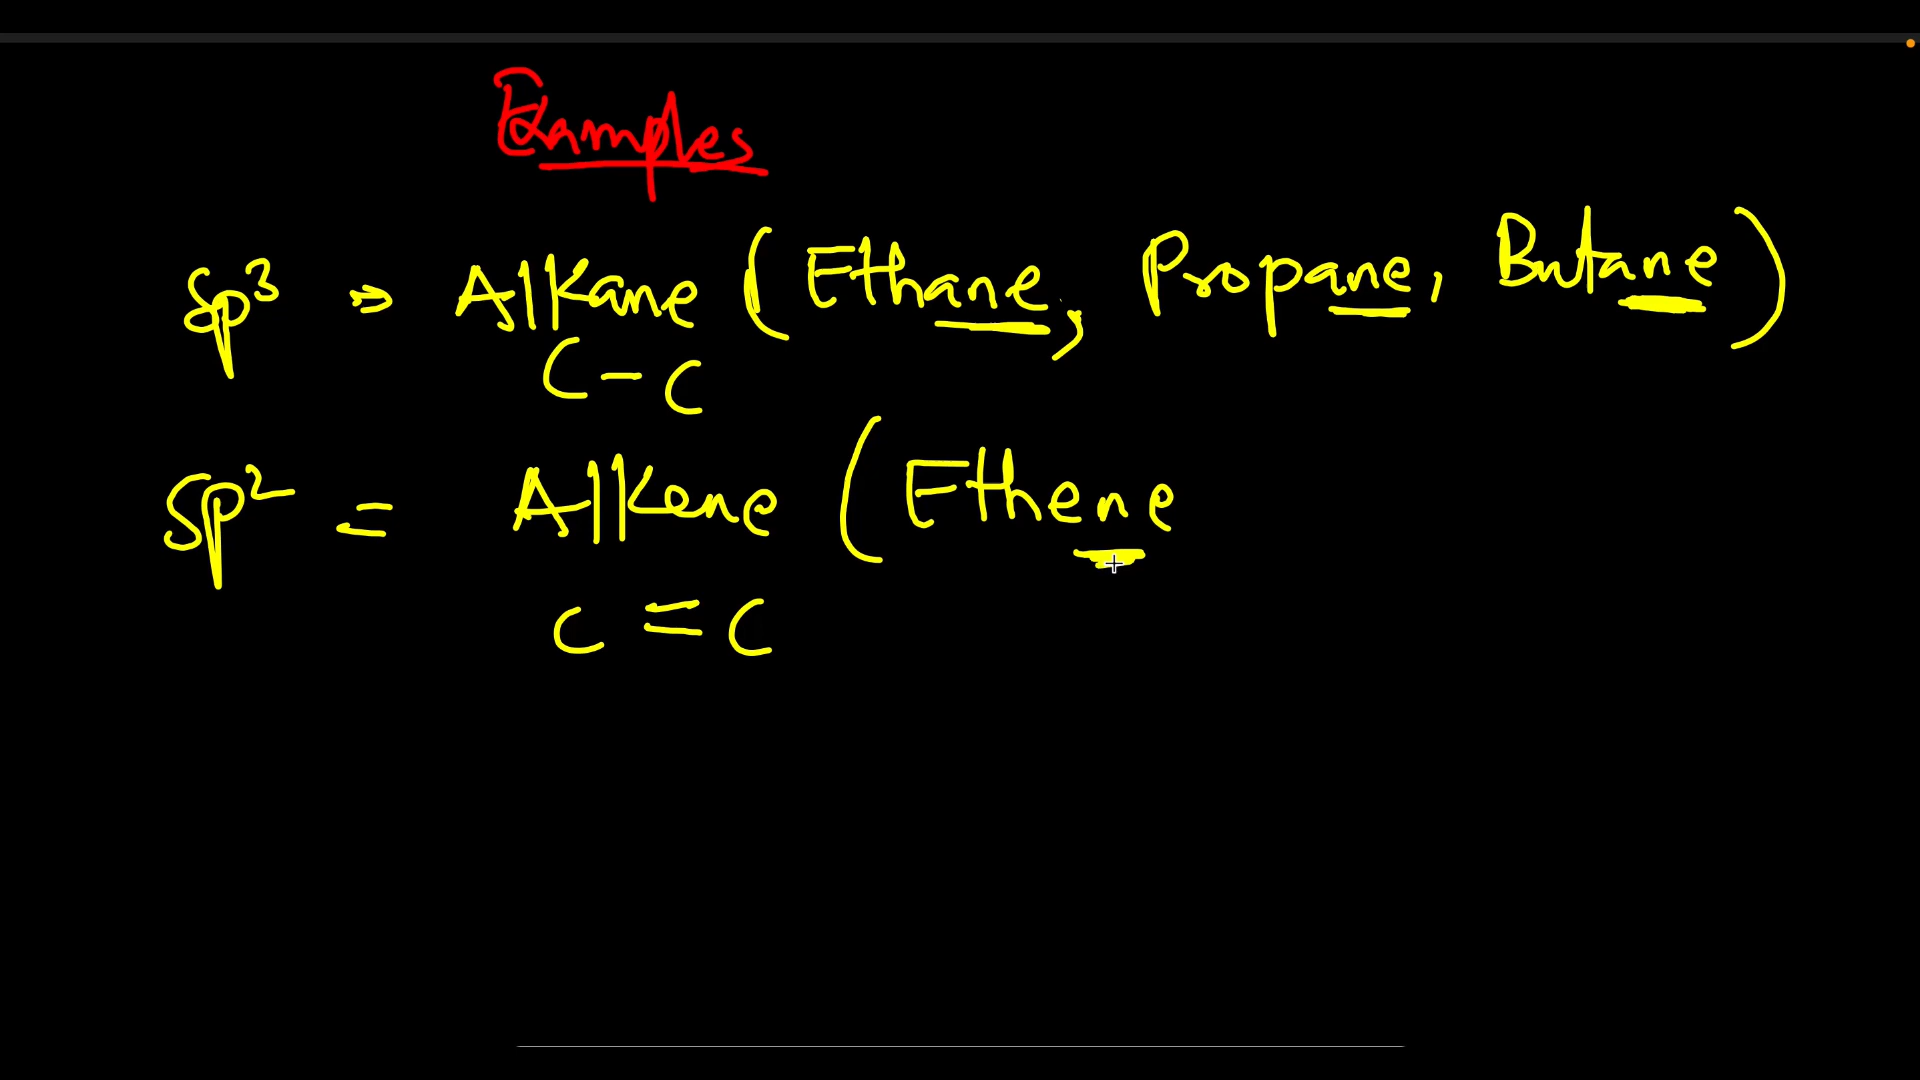 Examples
Sp³ → Alkane (Ethane, Propane, Butane)
C - C
Sp² = Alkene (Ethene
C = C